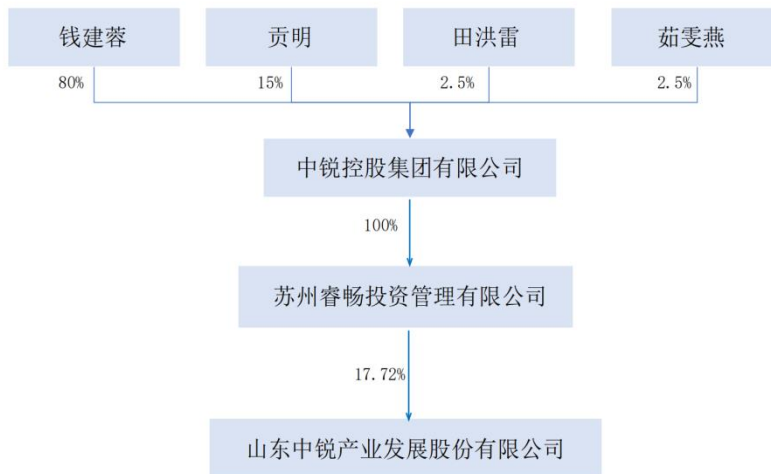 钱建蓉
贡明
田洪雷
茹雯燕
80%
15%
2.5%
2.5%
中锐控股集团有限公司
100%
苏州睿畅投资管理有限公司
17.72%
山东中锐产业发展股份有限公司